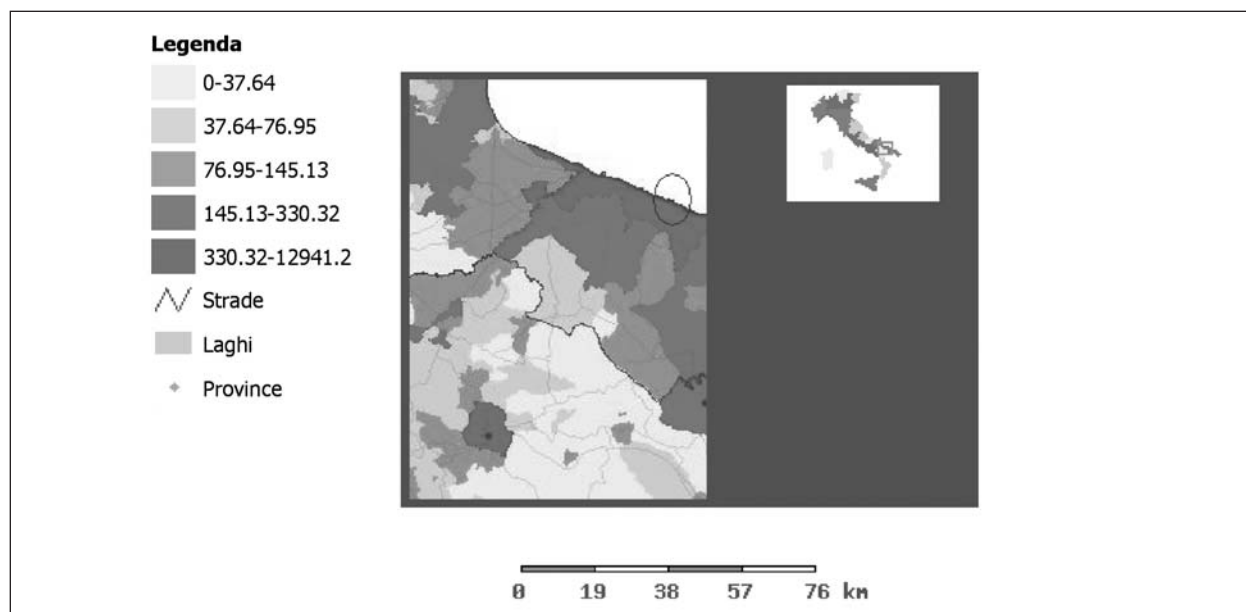 Legenda
0-37.64
37.64-76.95
76.95-145.13
145.13-330.32
330.32-12941.2
Strade
Laghi
Province
0 19 38 57 76 km